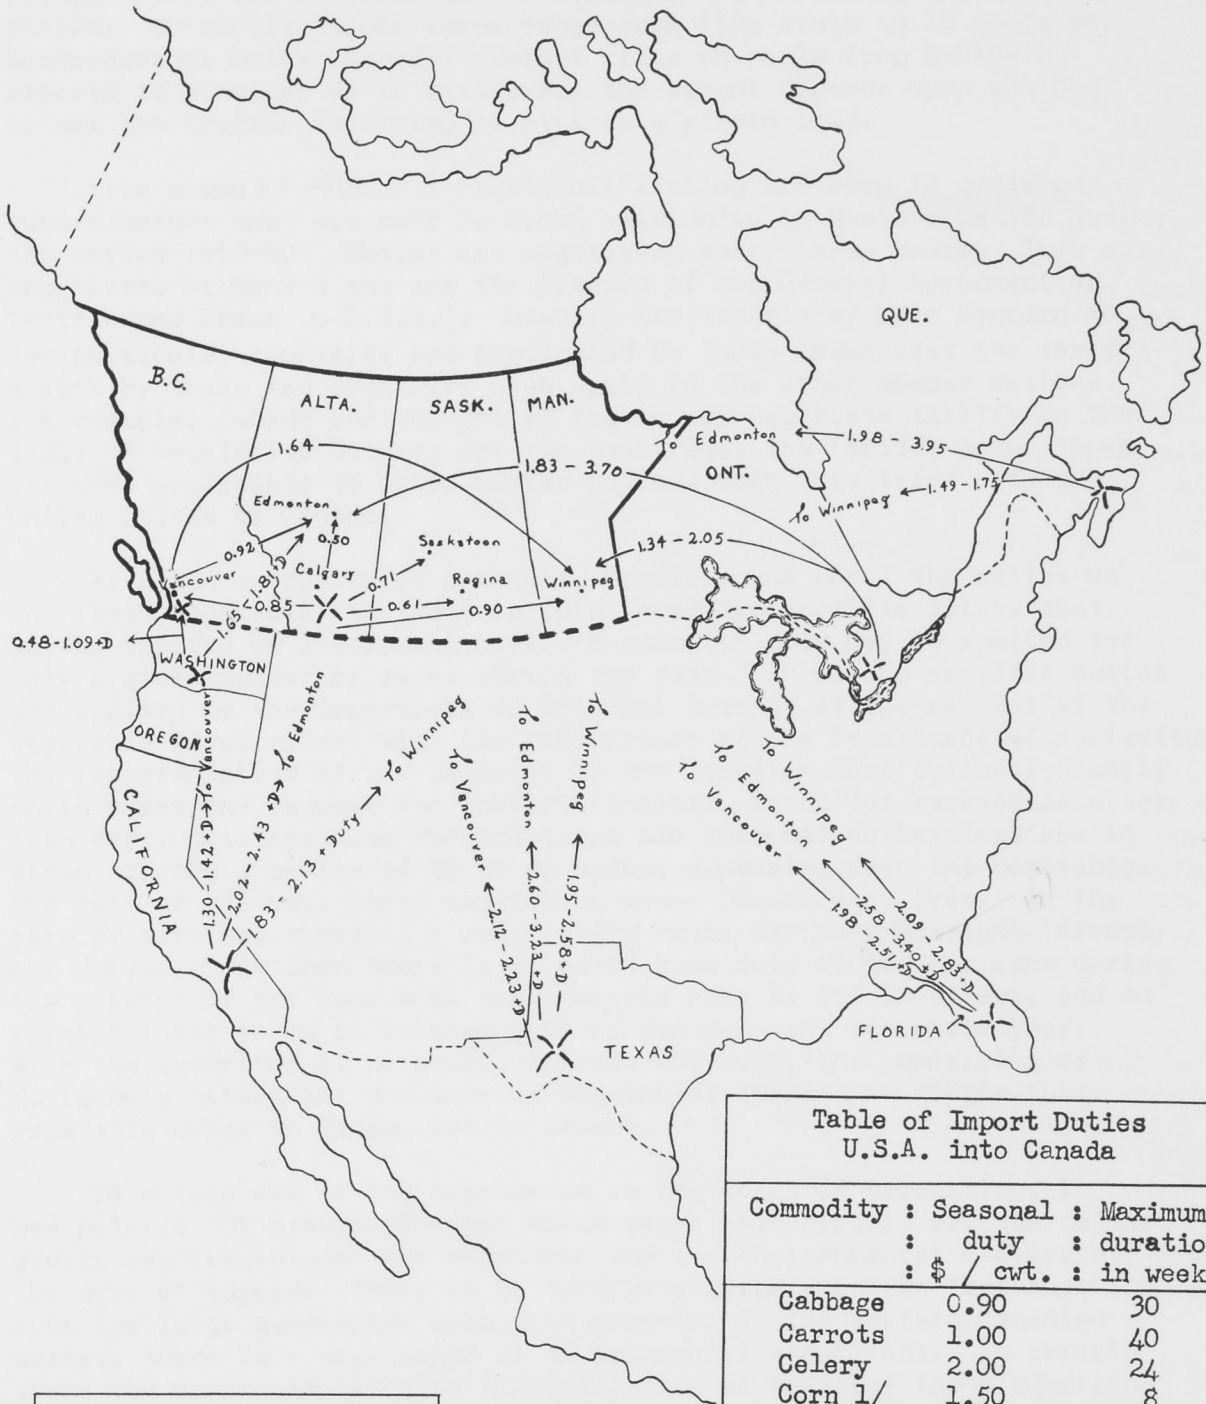 QUE.
B.C.
ALTA.
SASK.
MAN.
ONT.
1.64
To Edmonton
1.98 - 3.95
1.83 - 3.70
1.49-1.75
To Winnipeg
Edmonton
0.92
0.50
Saskatoon
1.34 - 2.05
Vancouver
Calgary
0.71
Regina
Winnipeg
0.85
0.61
0.90
0.48-1.09+D
WASHINGTON
OREGON
CALIFORNIA
1.30-1.42+D
To Vancouver
2.02 - 2.43 +D
To Edmonton
1.83 - 2.13 + Duty
To Winnipeg
To Vancouver
2.12 - 2.23+D
To Edmonton
2.60 - 3.23 +D
To Winnipeg
1.95 - 2.58+D
To Vancouver
1.98 - 2.51+D
To Edmonton
2.58 - 3.40+D
To Winnipeg
2.09 - 2.83+D
FLORIDA
TEXAS
Table of Import Duties
U.S.A. into Canada
Commodity : Seasonal : Maximum
: duty : duratio
: $ / cwt. : in week
Cabbage 0.90 30
Carrots 1.00 40
Celery 2.00 24
Corn 1/ 1.50 8